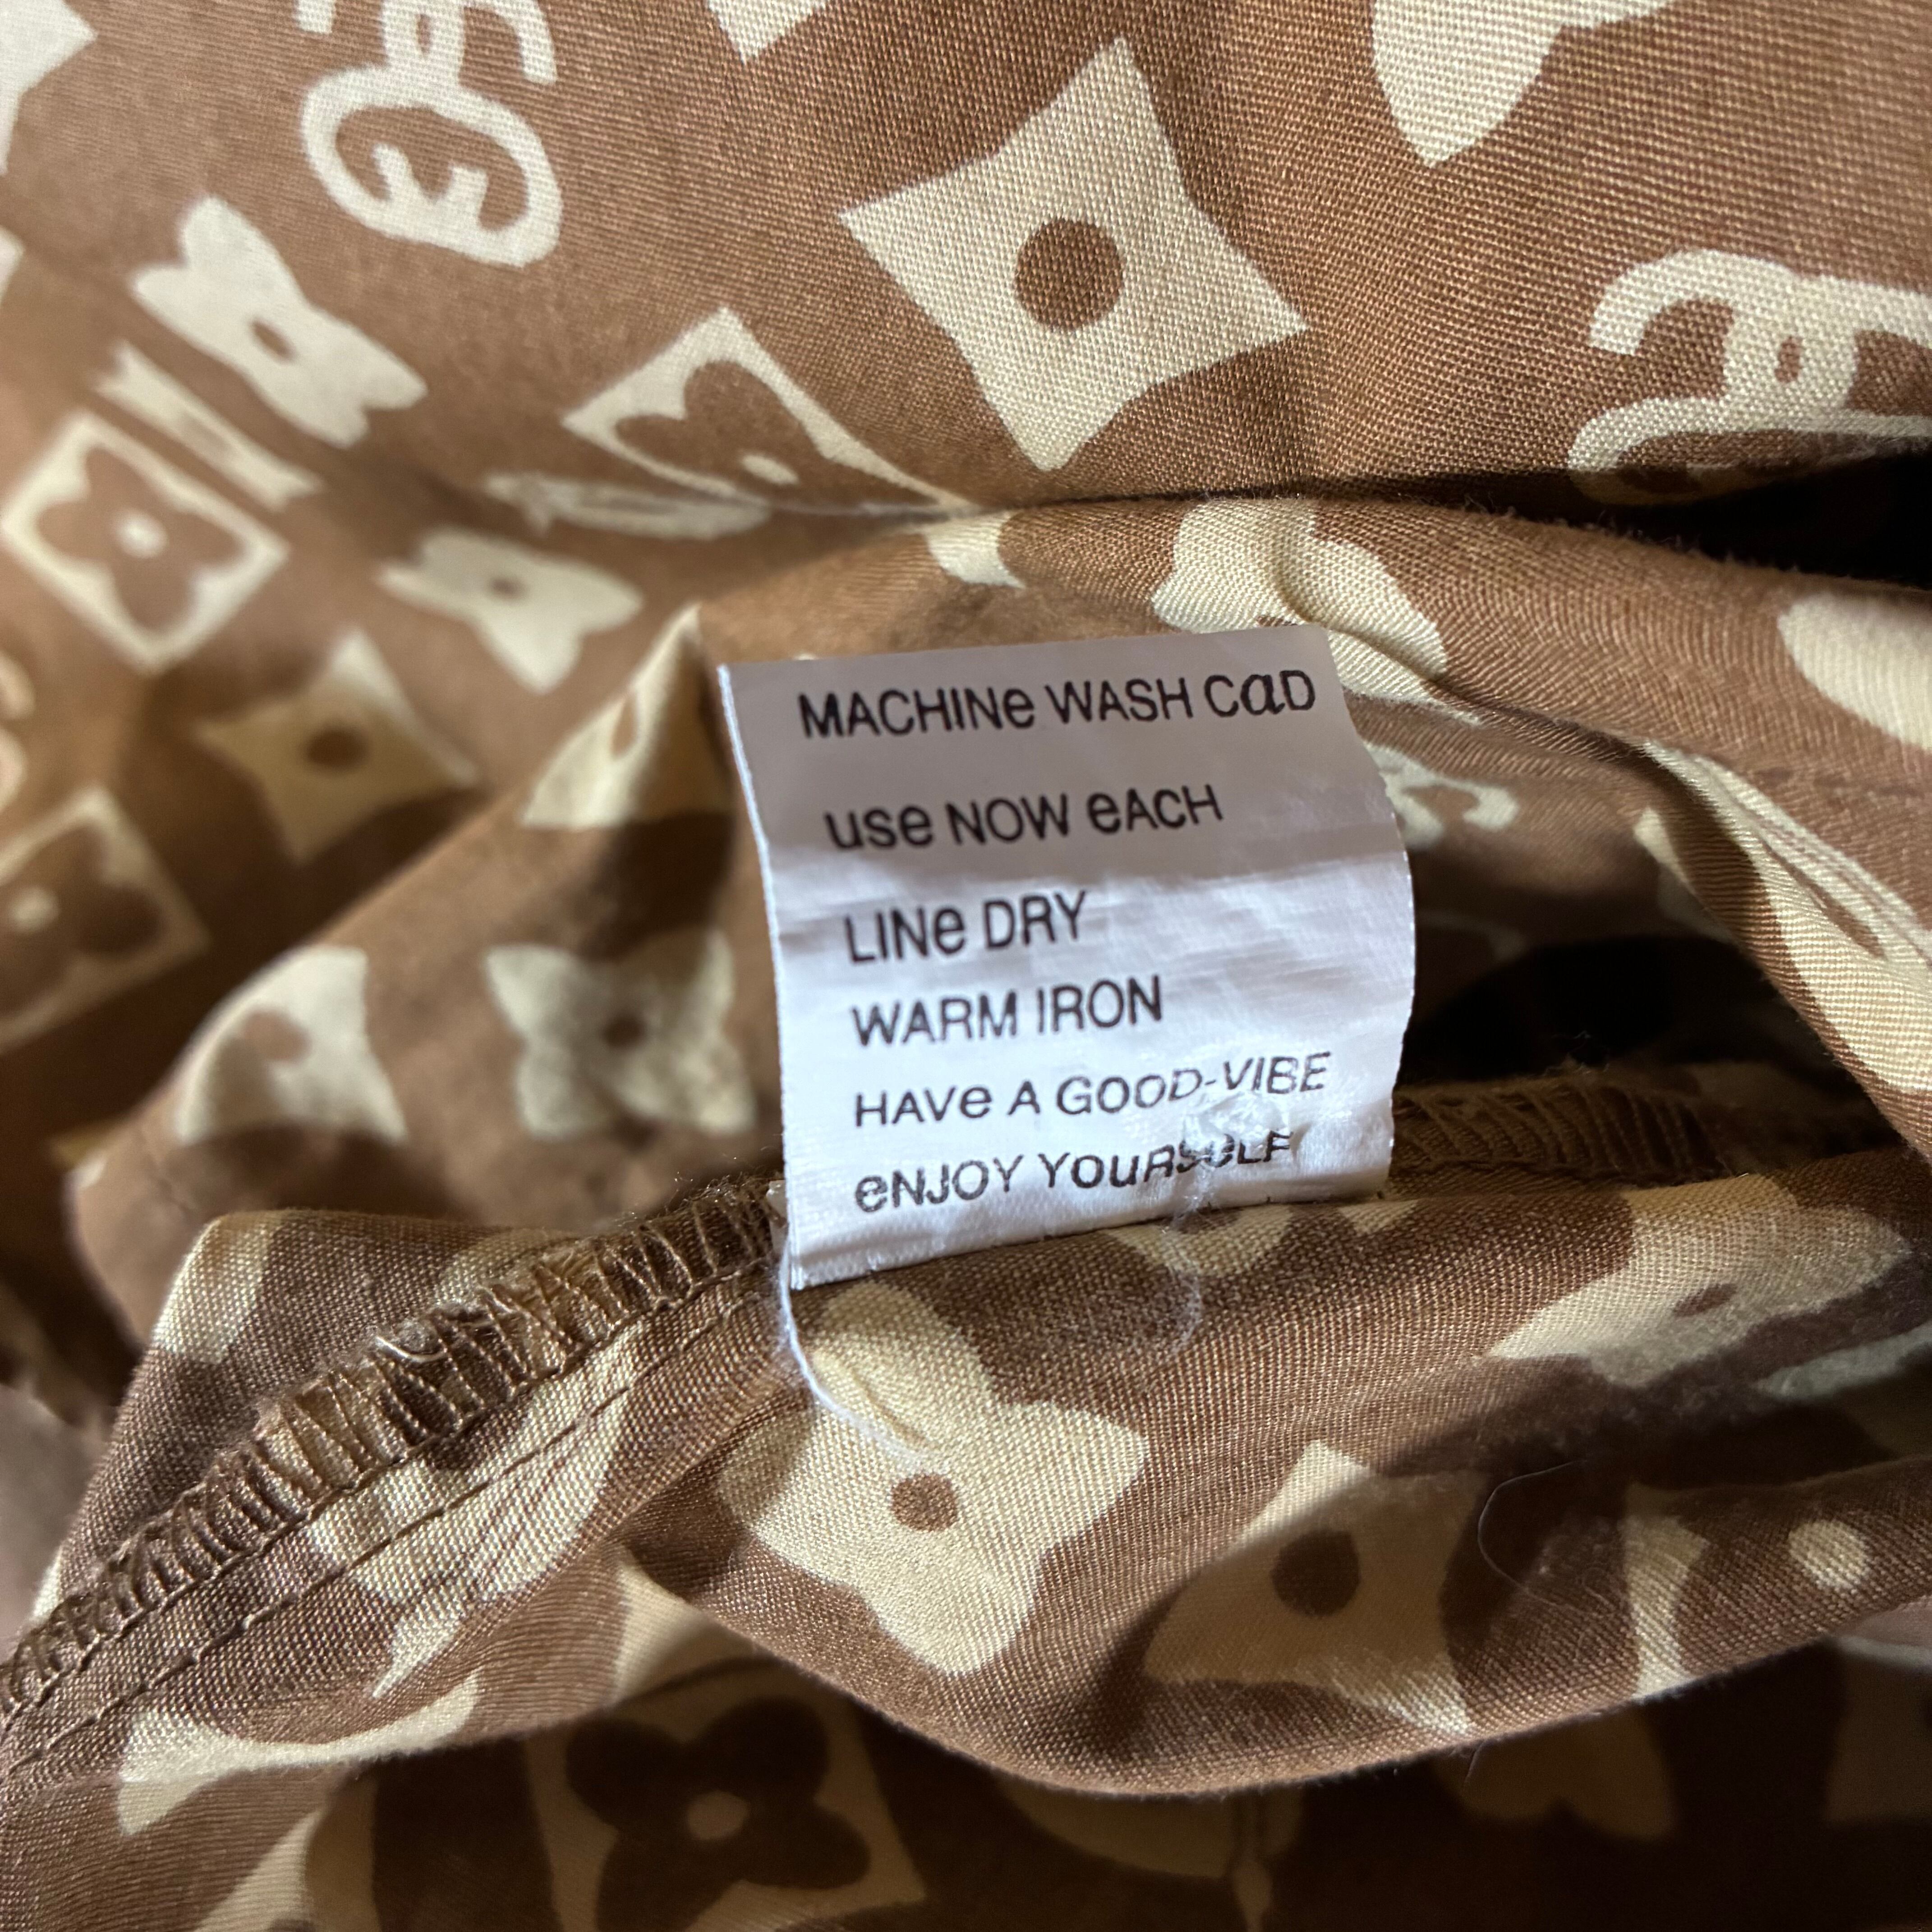 MACHINe WASH CaD
use NOW eACH
LINe DRY
WARM IRON
HAVe A GOOD-VIBE
eNJOY YOuRSELF